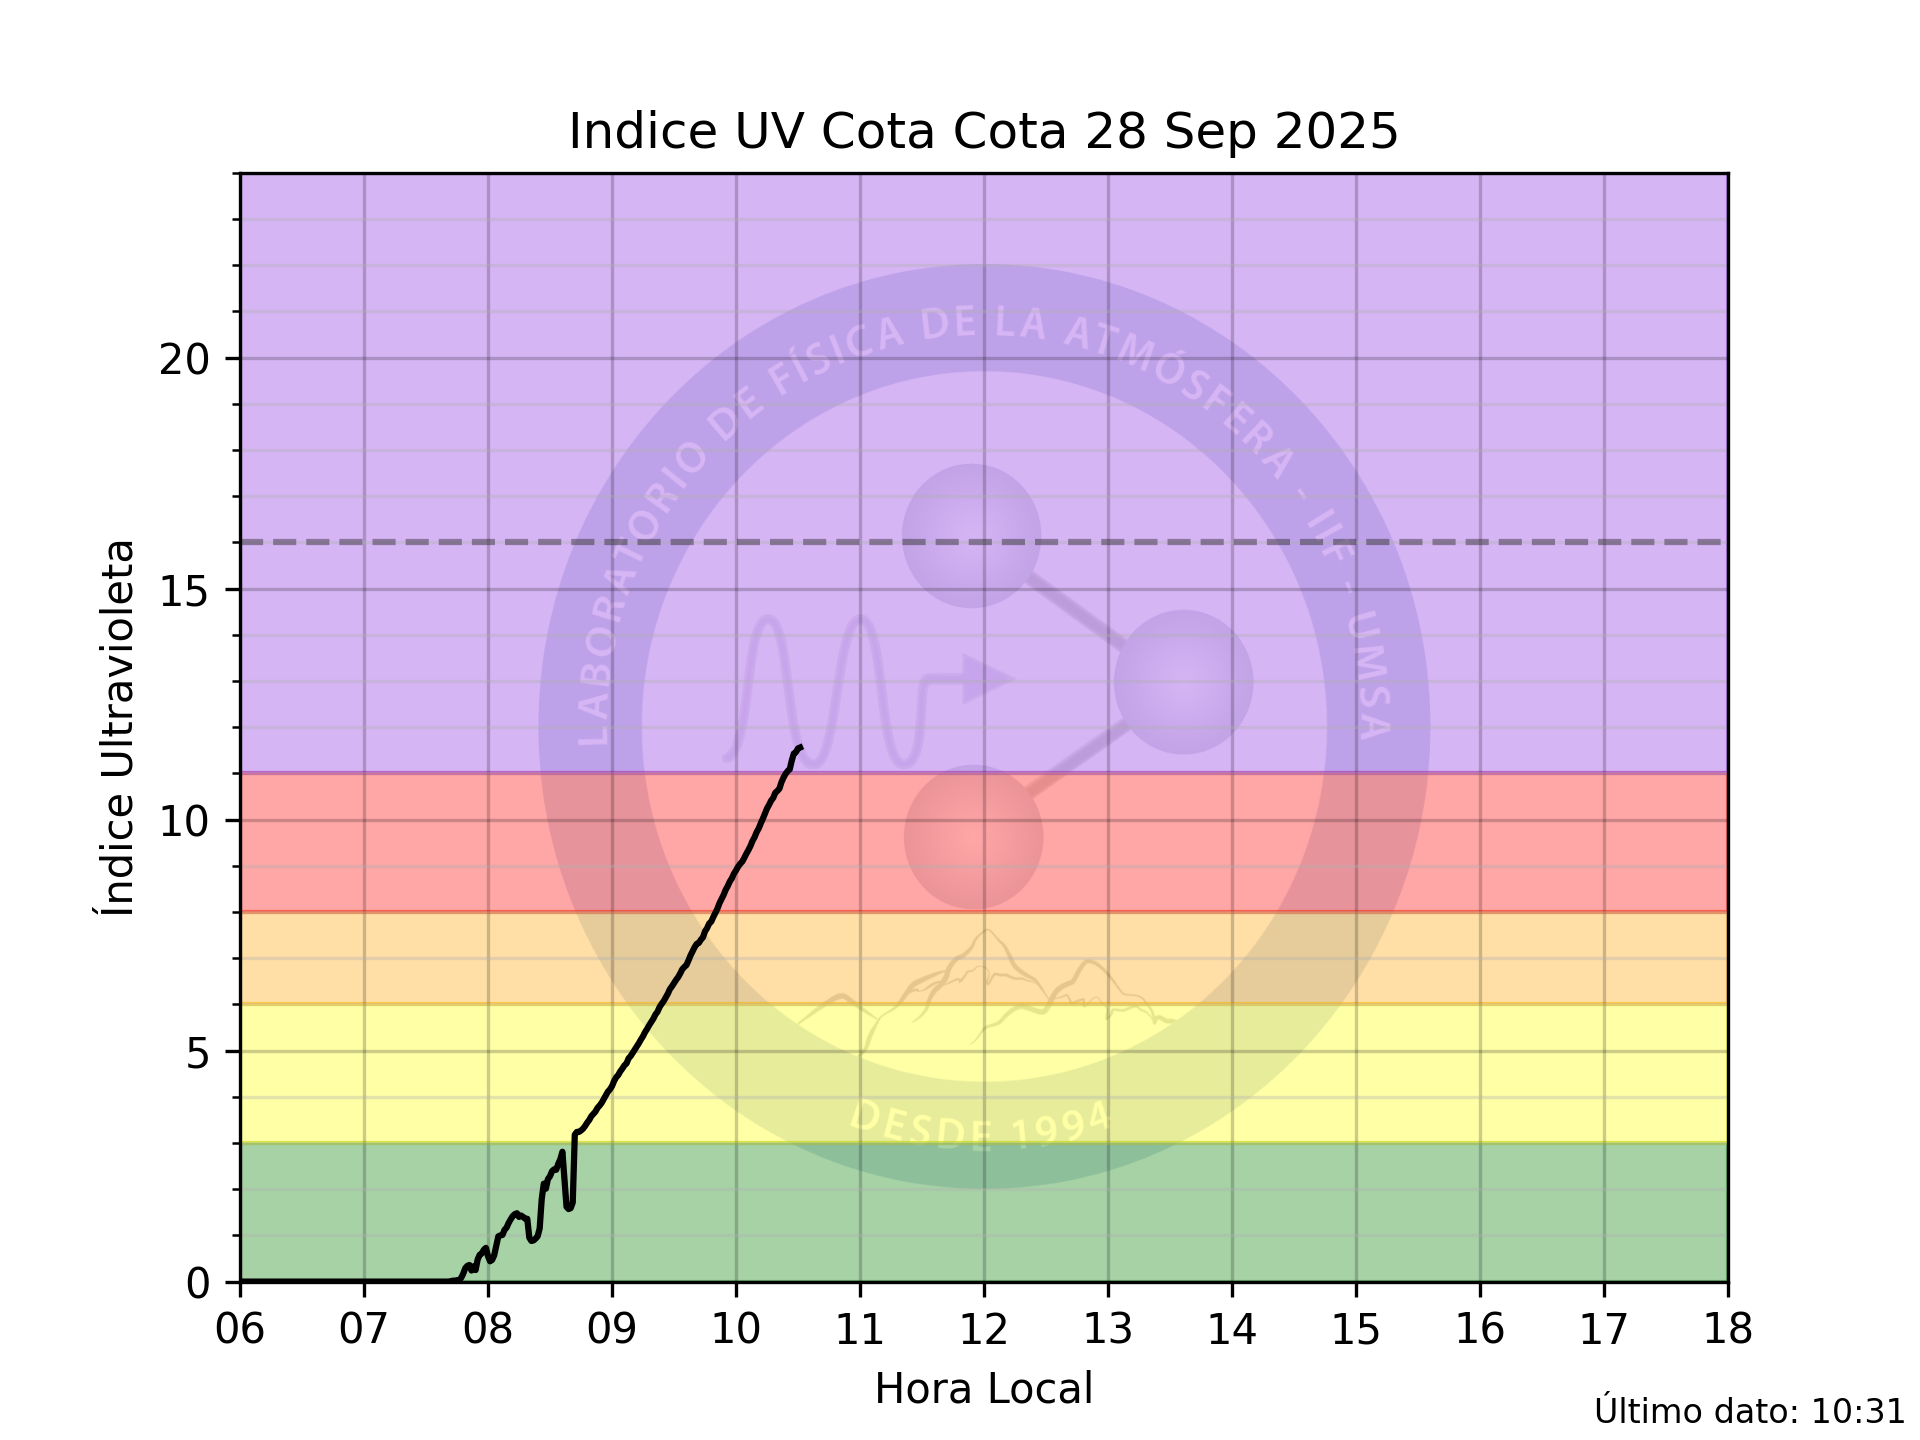 Indice UV Cota Cota 28 Sep 2025
Índice Ultravioleta
20
15
10
5
0
LABORATORIO DE FÍSICA DE LA ATMÓSFERA - IIF - UMSA
DESDE 1994
06 07 08 09 10 11 12 13 14 15 16 17 18
Hora Local
Último dato: 10:31